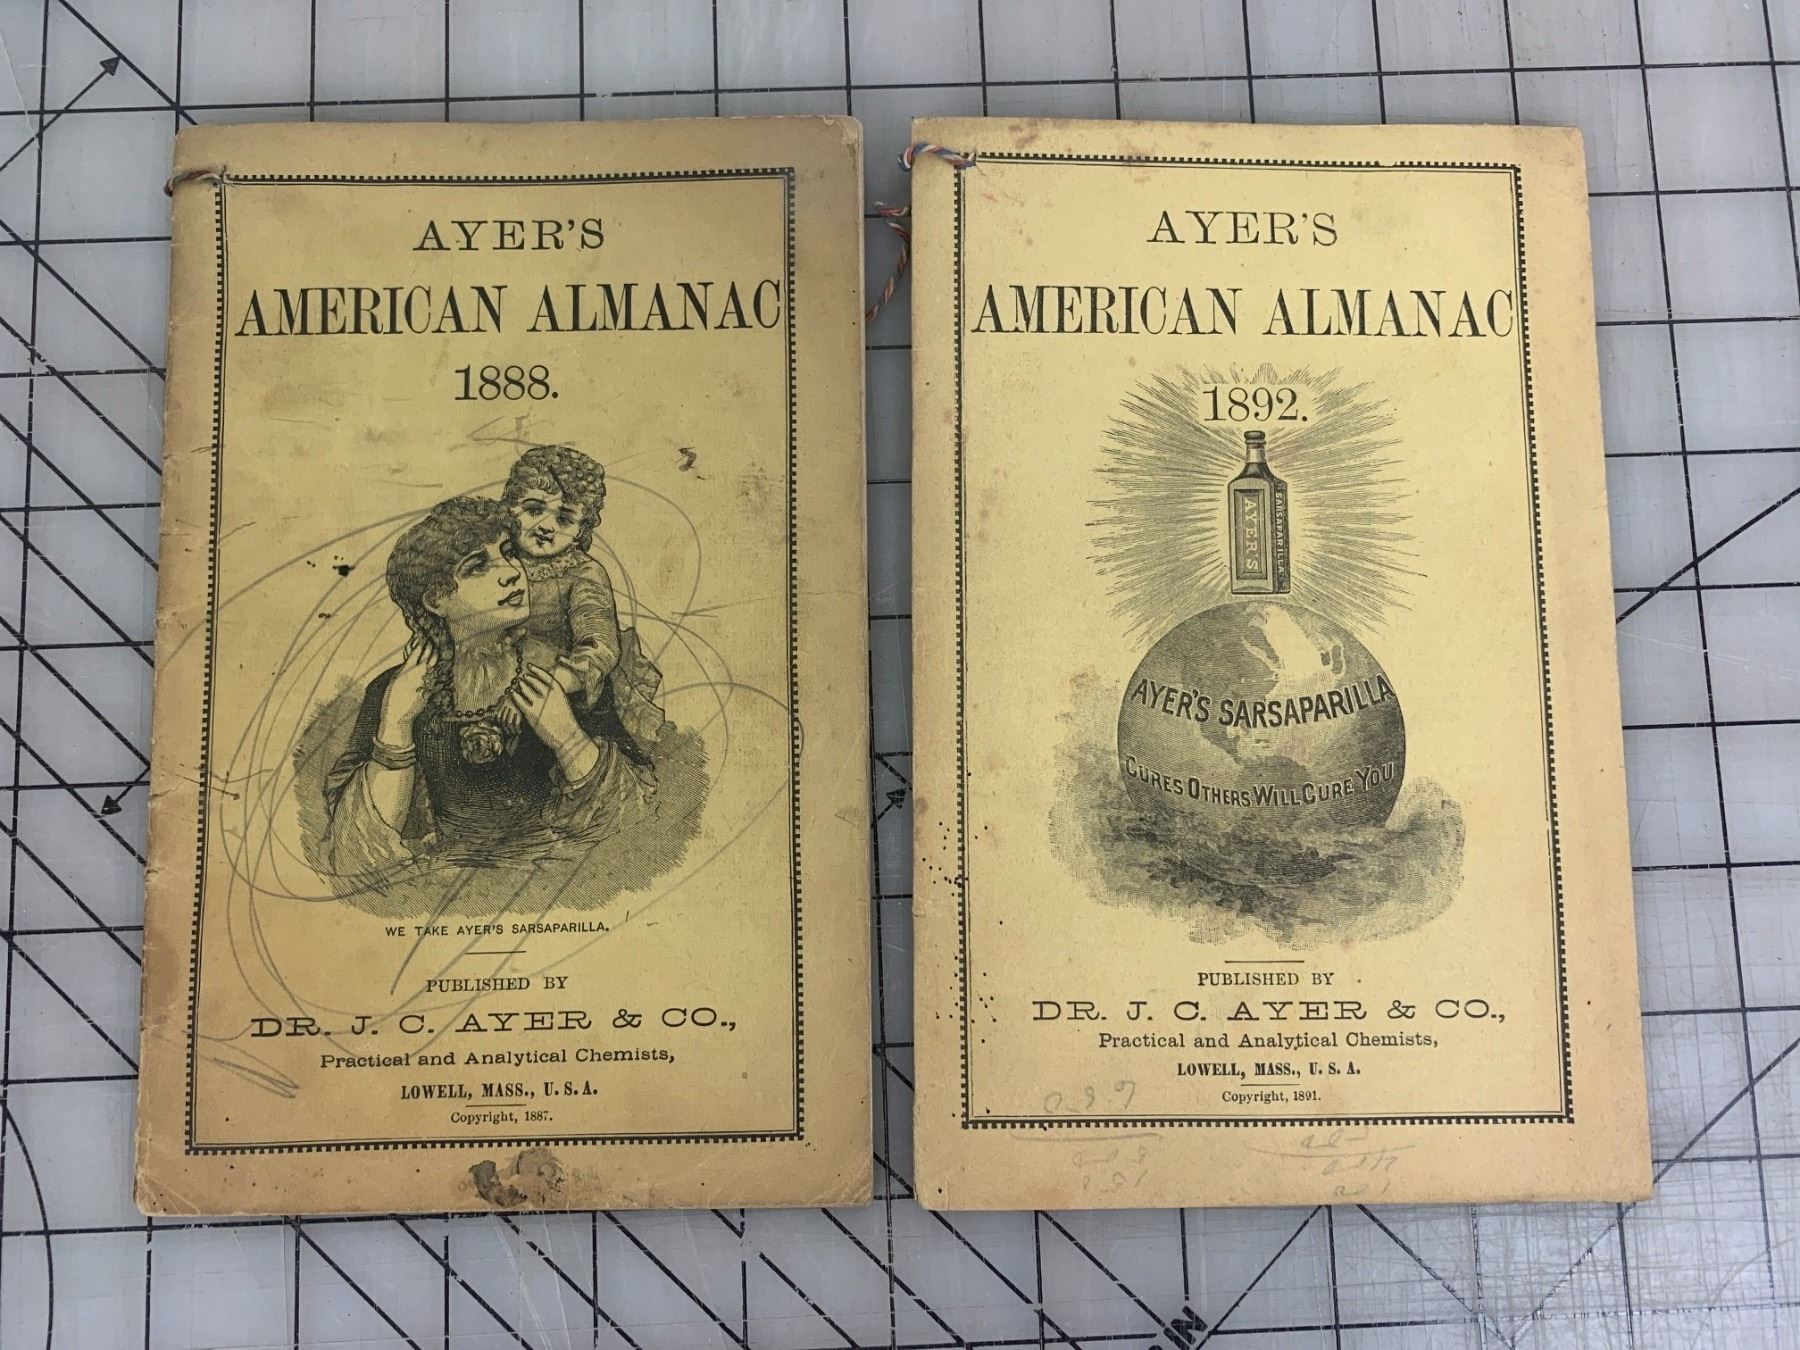 AYER'S
AMERICAN ALMANAC
1888.
WE TAKE AYER'S SARSAPARILLA.
PUBLISHED BY
DR. J. C. AYER & CO.,
Practical and Analytical Chemists,
LOWELL, MASS., U. S. A.
Copyright, 1887.
AYER'S
AMERICAN ALMANAC
1892.
AYER'S
SARSAPARILLA
AYER'S SARSAPARILLA
CURES OTHERS WILL CURE YOU
PUBLISHED BY
DR. J. C. AYER & CO.,
Practical and Analytical Chemists,
LOWELL, MASS., U. S. A.
Copyright, 1891.
IN